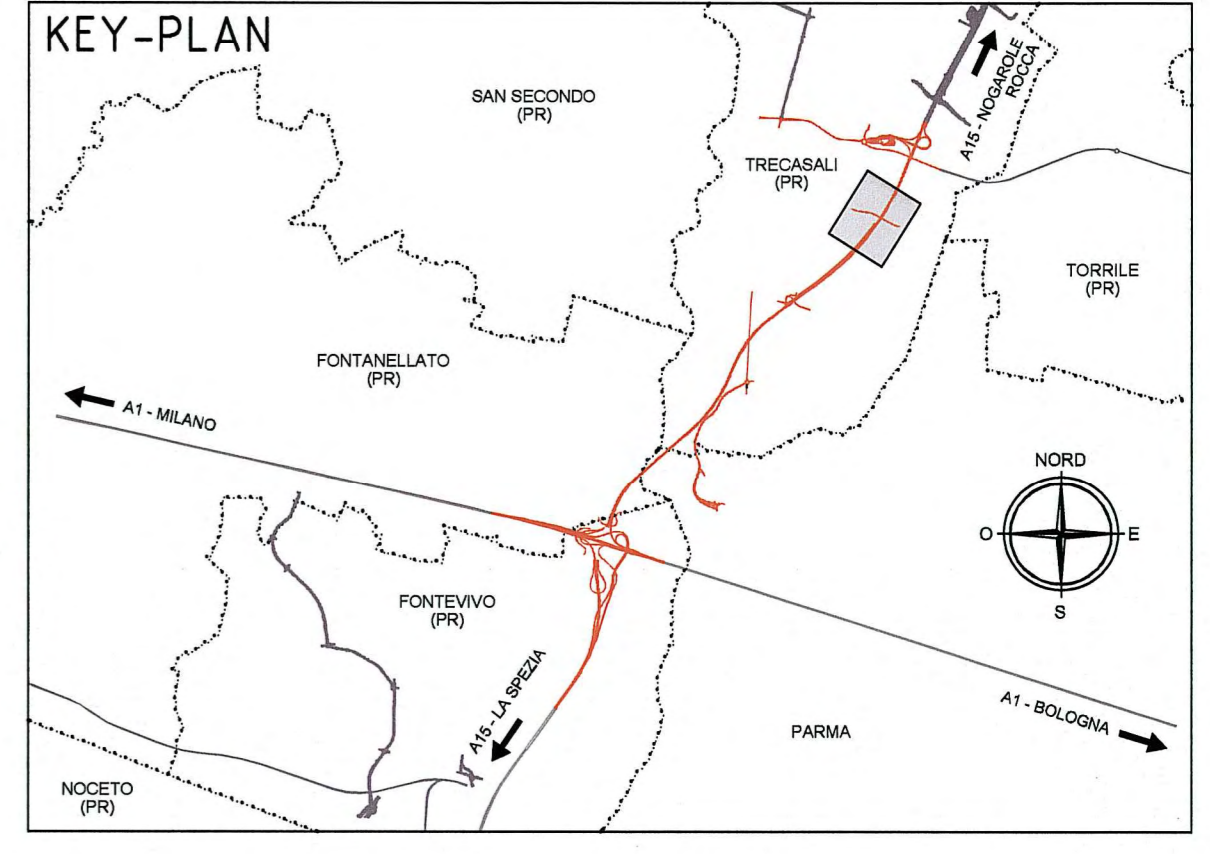 KEY-PLAN
SAN SECONDO
(PR)
A15 - NOGAROLE
ROCCA
TRECASALI
(PR)
TORRILE
(PR)
FONTANELLATO
(PR)
A1 - MILANO
NORD
O
E
S
FONTEVIVO
(PR)
A15 - LA SPEZIA
A1 - BOLOGNA
PARMA
NOCETO
(PR)